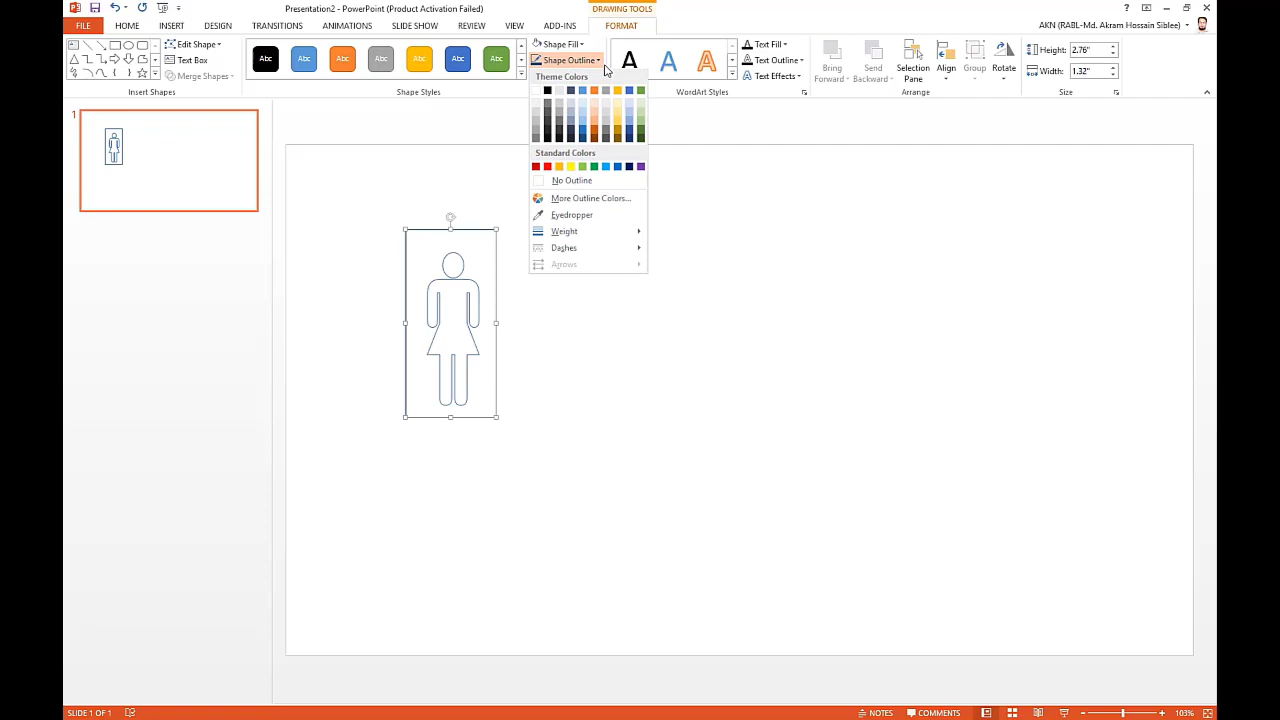 Presentation2 - PowerPoint (Product Activation Failed)
DRAWING TOOLS
?
FILE
HOME
INSERT
DESIGN
TRANSITIONS
ANIMATIONS
SLIDE SHOW
REVIEW
VIEW
ADD-INS
FORMAT
AKN (RABL-Md. Akram Hossain Siblee)
Edit Shape
Text Box
Merge Shapes
Insert Shapes
Abc Abc Abc Abc Abc Abc Abc
Shape Styles
Shape Fill
Shape Outline
A A A
Text Fill
Text Outline
Text Effects
WordArt Styles
Bring Forward
Send Backward
Selection Pane
Align
Group
Rotate
Arrange
Height: 2.76"
Width: 1.32"
Size
Theme Colors
Standard Colors
No Outline
More Outline Colors...
Eyedropper
Weight
Dashes
Arrows
1
SLIDE 1 OF 1
NOTES
COMMENTS
103%